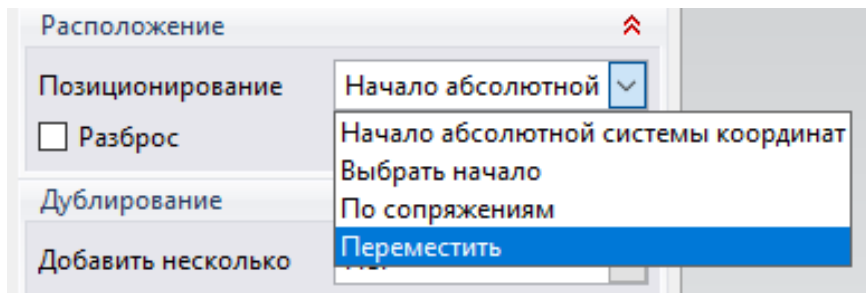 Расположение
Позиционирование
Начало абсолютной
Разброс
Начало абсолютной системы координат
Выбрать начало
По сопряжениям
Переместить
Дублирование
Добавить несколько